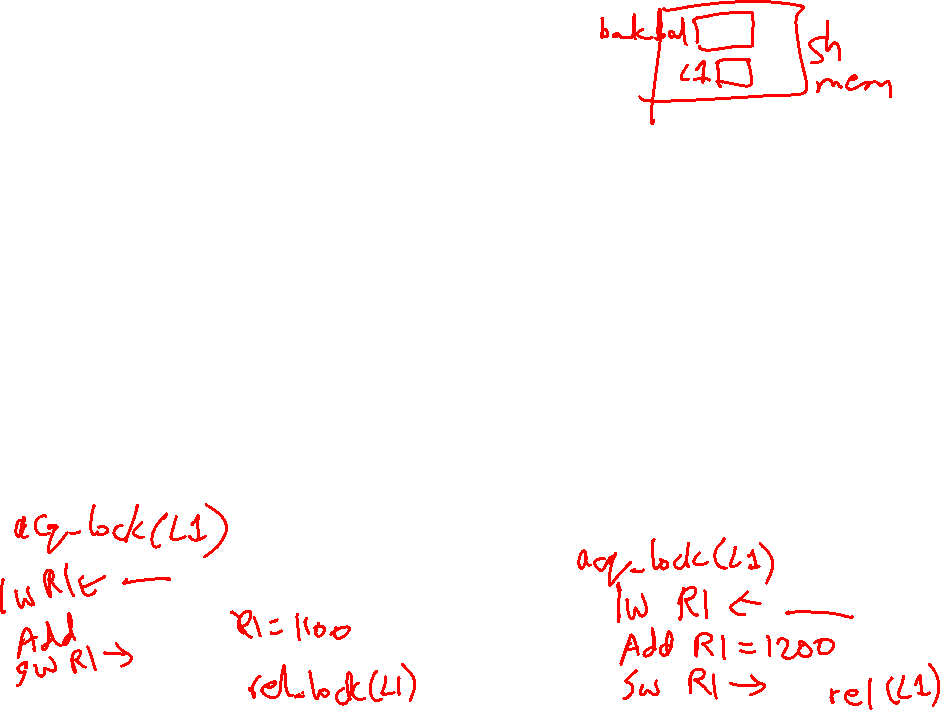 bankbal
L1
sh
mem
acq_lock(L1)
lw R1 ←
Add
sw R1 →
R1 = 1100
rel_lock(L1)
acq_lock(L1)
lw R1 ←
Add R1 = 1200
sw R1 →
rel (L1)